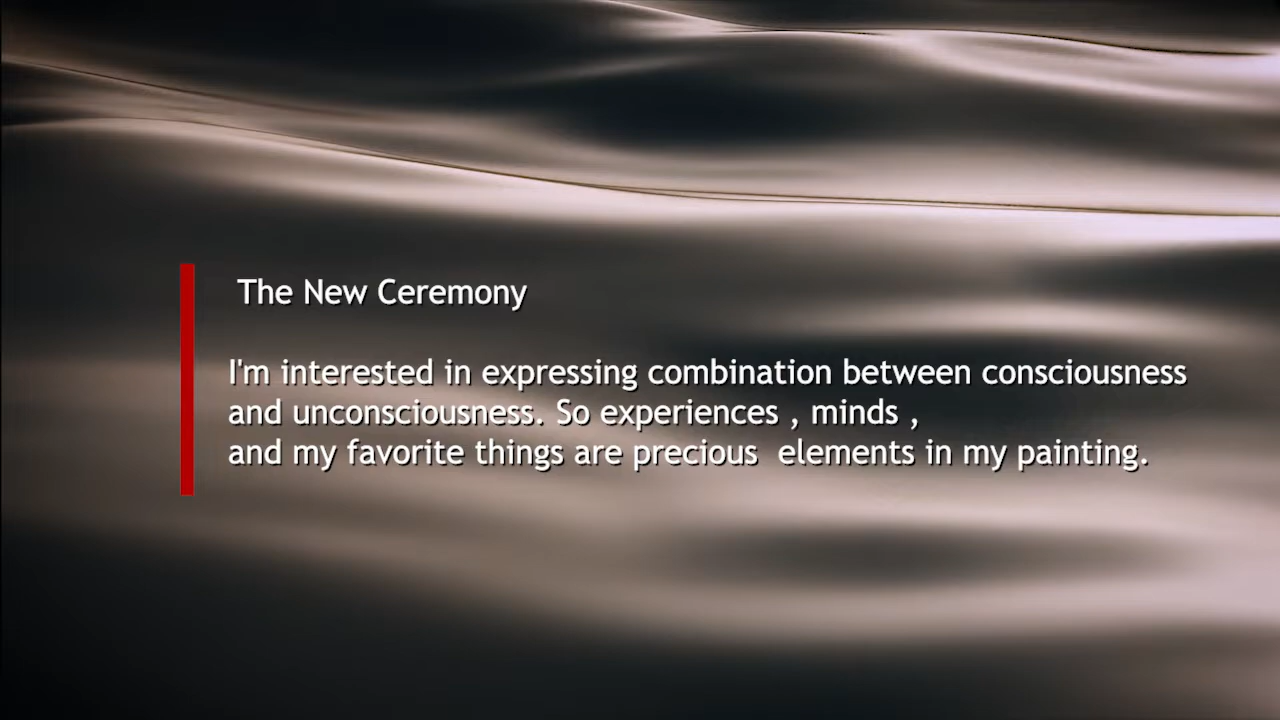 The New Ceremony
I'm interested in expressing combination between consciousness
and unconsciousness. So experiences , minds ,
and my favorite things are precious  elements in my painting.